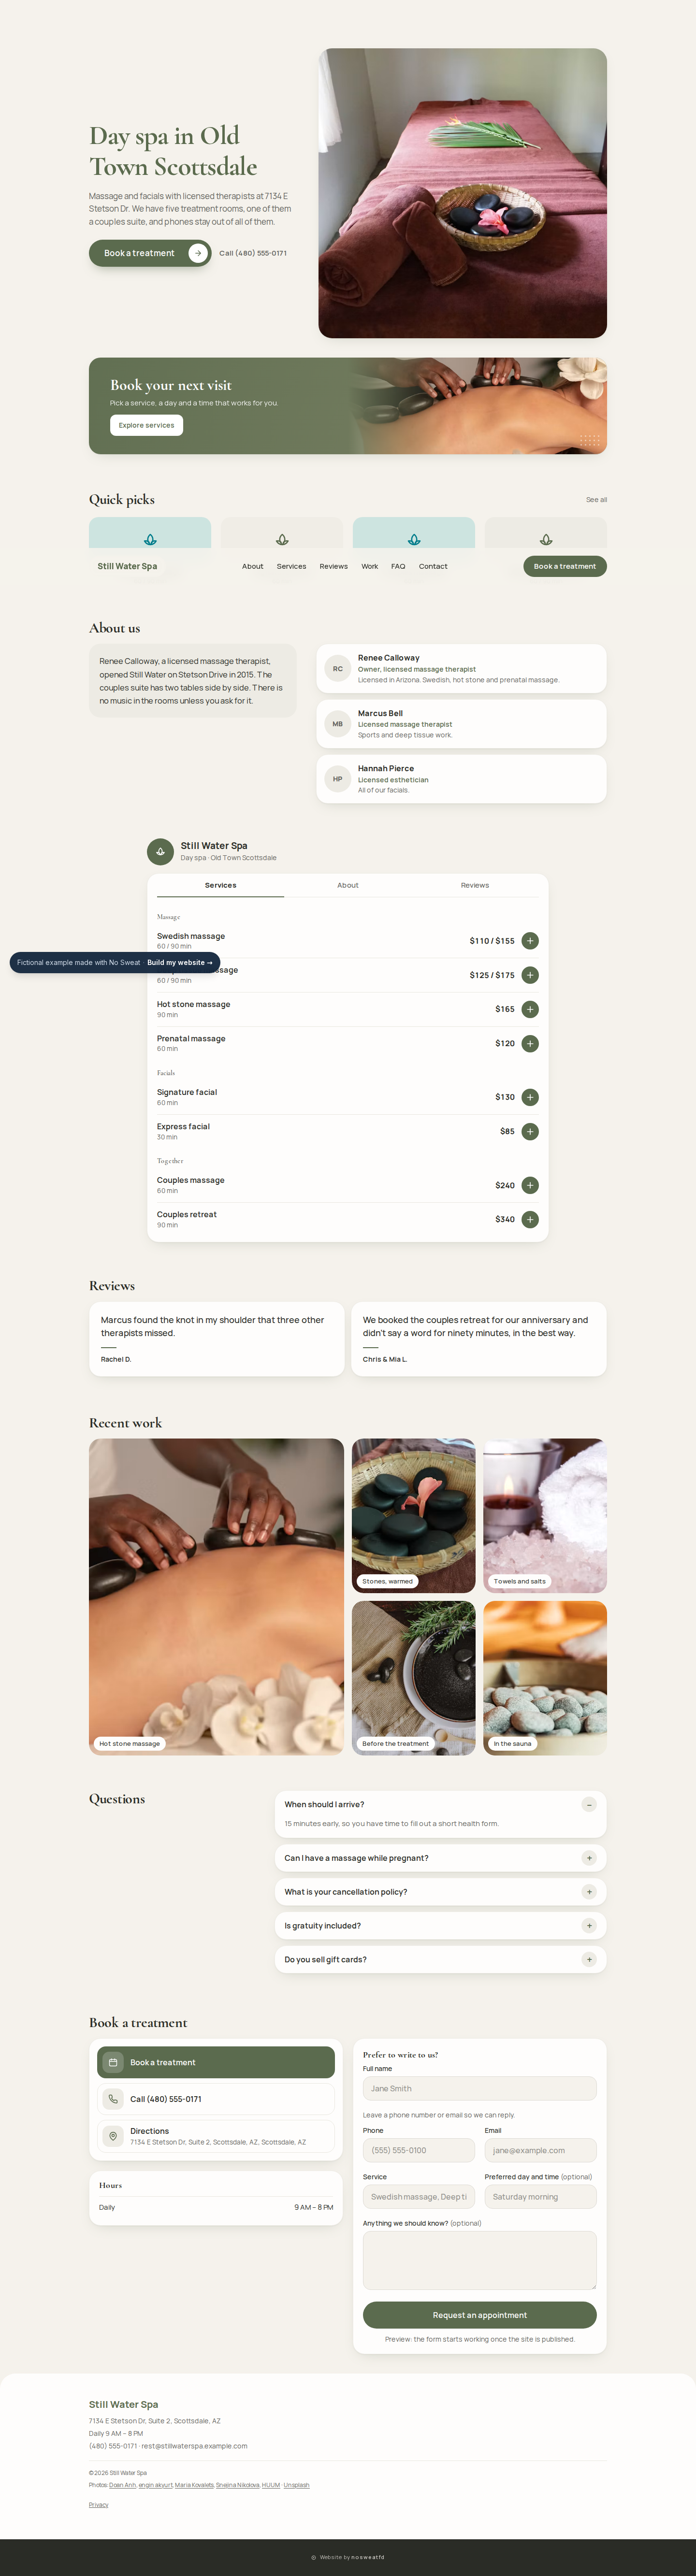 Day spa in Old
Town Scottsdale
Massage and facials with licensed therapists at 7134 E
Stetson Dr. We have five treatment rooms, one of them
a couples suite, and phones stay out of all of them.
Book a treatment
Call (480) 555-0171
Book your next visit
Pick a service, a day and a time that works for you.
Explore services
Quick picks
See all
Still Water Spa
About
Services
Reviews
Work
FAQ
Contact
Book a treatment
About us
Renee Calloway, a licensed massage therapist,
opened Still Water on Stetson Drive in 2015. The
couples suite has two tables side by side. There is
no music in the rooms unless you ask for it.
RC
Renee Calloway
Owner, licensed massage therapist
Licensed in Arizona. Swedish, hot stone and prenatal massage.
MB
Marcus Bell
Licensed massage therapist
Sports and deep tissue work.
HP
Hannah Pierce
Licensed esthetician
All of our facials.
Still Water Spa
Day spa · Old Town Scottsdale
Services
About
Reviews
Massage
Swedish massage
60 / 90 min
$110 / $155
Fictional example made with No Sweat · Build my website →
ssage
60 / 90 min
$125 / $175
Hot stone massage
90 min
$165
Prenatal massage
60 min
$120
Facials
Signature facial
60 min
$130
Express facial
30 min
$85
Together
Couples massage
60 min
$240
Couples retreat
90 min
$340
Reviews
Marcus found the knot in my shoulder that three other
therapists missed.
Rachel D.
We booked the couples retreat for our anniversary and
didn't say a word for ninety minutes, in the best way.
Chris & Mia L.
Recent work
Hot stone massage
Stones, warmed
Towels and salts
Before the treatment
In the sauna
Questions
When should I arrive?
15 minutes early, so you have time to fill out a short health form.
Can I have a massage while pregnant?
What is your cancellation policy?
Is gratuity included?
Do you sell gift cards?
Book a treatment
Book a treatment
Call (480) 555-0171
Directions
7134 E Stetson Dr, Suite 2, Scottsdale, AZ, Scottsdale, AZ
Hours
Daily
9 AM – 8 PM
Prefer to write to us?
Full name
Jane Smith
Leave a phone number or email so we can reply.
Phone
Email
(555) 555-0100
jane@example.com
Service
Preferred day and time (optional)
Swedish massage, Deep ti
Saturday morning
Anything we should know? (optional)
Request an appointment
Preview: the form starts working once the site is published.
Still Water Spa
7134 E Stetson Dr, Suite 2, Scottsdale, AZ
Daily 9 AM – 8 PM
(480) 555-0171 · rest@stillwaterspa.example.com
© 2026 Still Water Spa
Photos: Doan Anh, engin akyurt, Maria Kovalets, Snejina Nikolova, HUUM · Unsplash
Privacy
Website by nosweatfd